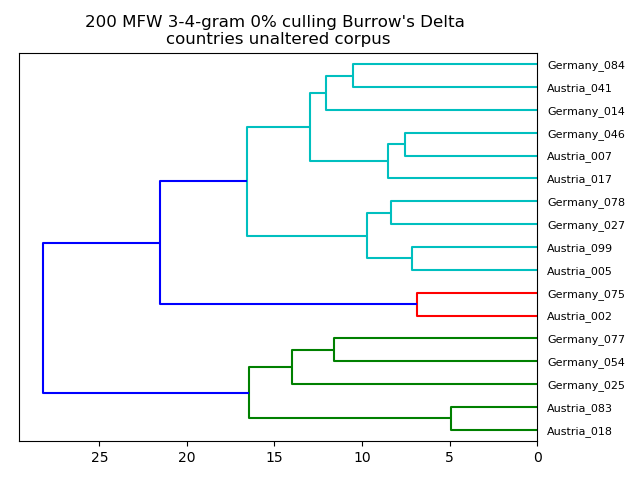 200 MFW 3-4-gram 0% culling Burrow's Delta
countries unaltered corpus
Germany_084
Austria_041
Germany_014
Germany_046
Austria_007
Austria_017
Germany_078
Germany_027
Austria_099
Austria_005
Germany_075
Austria_002
Germany_077
Germany_054
Germany_025
Austria_083
Austria_018
25 20 15 10 5 0